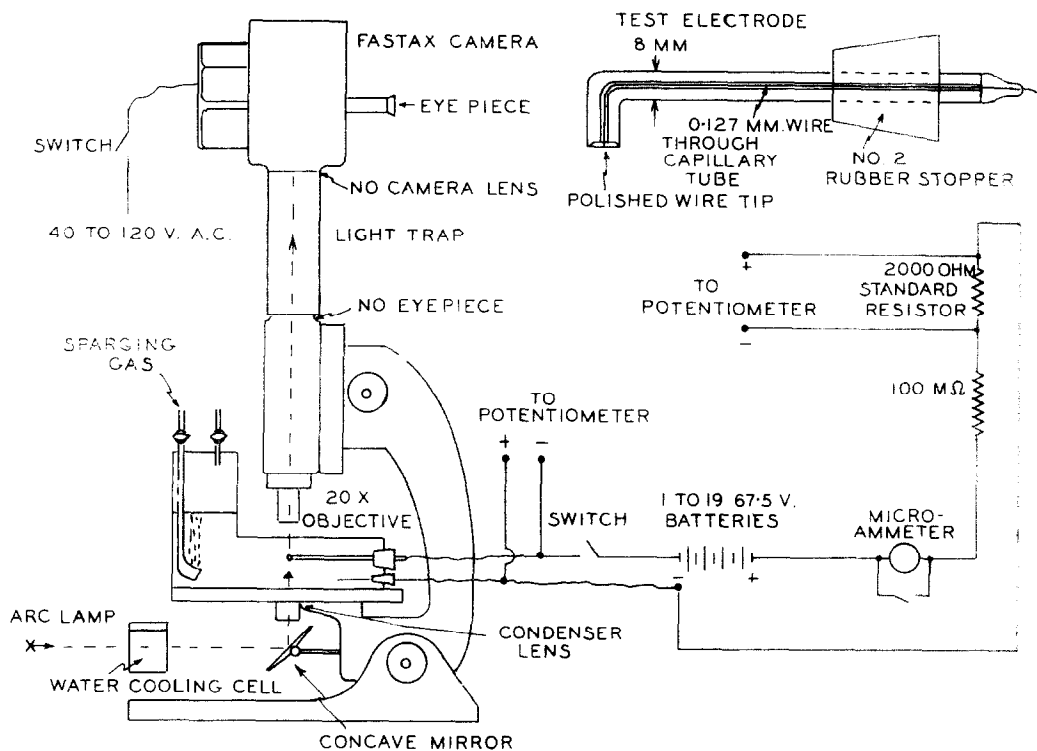 TEST ELECTRODE
8 MM
FASTAX CAMERA
EYE PIECE
0·127 MM. WIRE
THROUGH
CAPILLARY
TUBE
SWITCH
NO. 2
RUBBER STOPPER
NO CAMERA LENS
POLISHED WIRE TIP
40 TO 120 V. A.C.
LIGHT TRAP
+
2000 OHM
STANDARD
RESISTOR
TO
POTENTIOMETER
−
NO EYEPIECE
SPARGING
GAS
100 MΩ
TO
POTENTIOMETER
+ −
20 X
OBJECTIVE
SWITCH
1 TO 19 67·5 V.
BATTERIES
MICRO-
AMMETER
− +
ARC LAMP
X
CONDENSER
LENS
WATER COOLING CELL
CONCAVE MIRROR